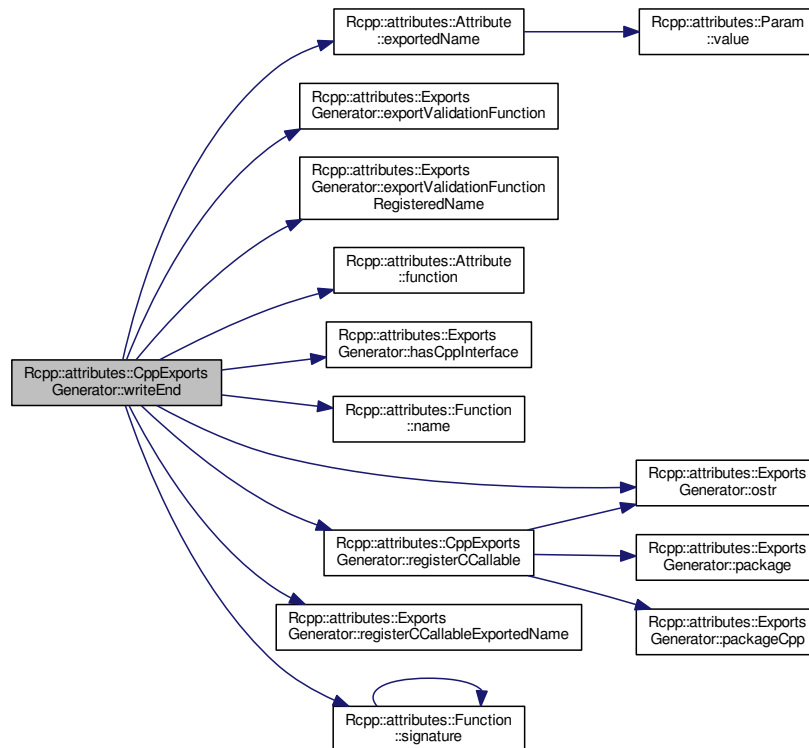 Rcpp::attributes::Attribute
::exportedName
Rcpp::attributes::Param
::value
Rcpp::attributes::Exports
Generator::exportValidationFunction
Rcpp::attributes::Exports
Generator::exportValidationFunction
RegisteredName
Rcpp::attributes::Attribute
::function
Rcpp::attributes::Exports
Generator::hasCppInterface
Rcpp::attributes::CppExports
Generator::writeEnd
Rcpp::attributes::Function
::name
Rcpp::attributes::Exports
Generator::ostr
Rcpp::attributes::CppExports
Generator::registerCCallable
Rcpp::attributes::Exports
Generator::package
Rcpp::attributes::Exports
Generator::registerCCallableExportedName
Rcpp::attributes::Exports
Generator::packageCpp
Rcpp::attributes::Function
::signature